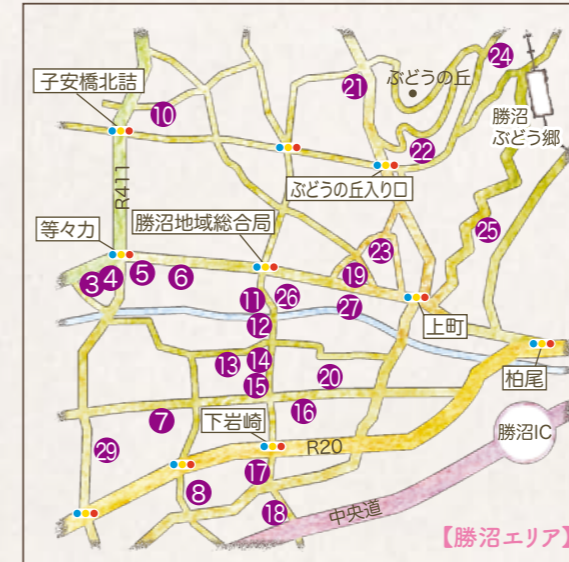 子安橋北詰
⑩
㉑
ぶどうの丘
㉔
勝沼
ぶどう郷
㉒
ぶどうの丘入り口
R411
等々力
勝沼地域総合局
③
④
⑤
⑥
⑲
㉓
㉕
⑪
㉖
㉗
⑫
上町
柏尾
⑬
⑭
⑮
⑳
⑯
⑦
下岩崎
R20
勝沼IC
㉙
⑧
⑰
⑱
中央道
【勝沼エリア】